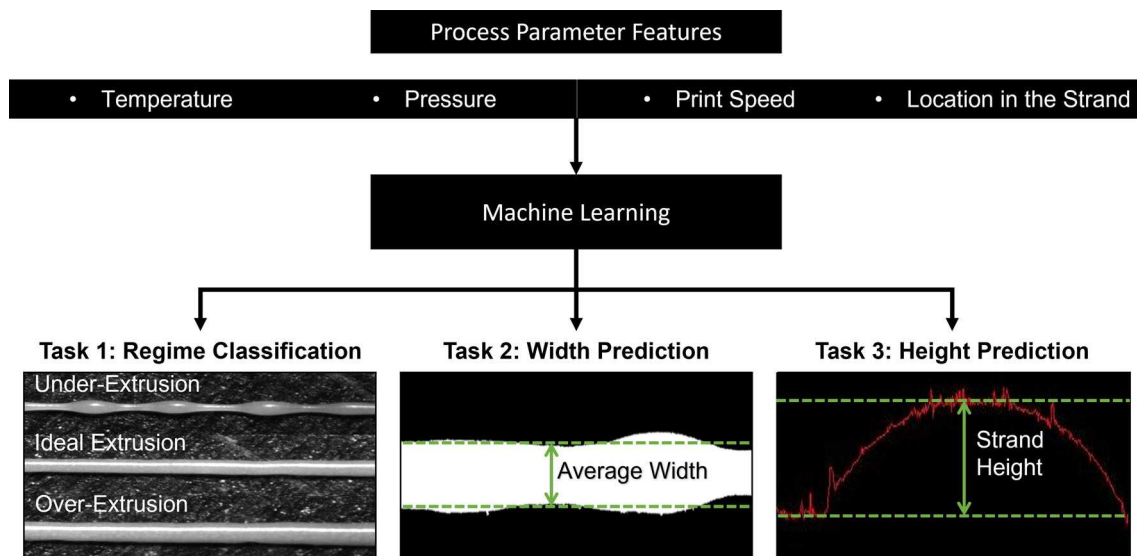 Process Parameter Features
• Temperature • Pressure • Print Speed • Location in the Strand
Machine Learning
Task 1: Regime Classification
Task 2: Width Prediction
Task 3: Height Prediction
Under-Extrusion
Ideal Extrusion
Over-Extrusion
Average Width
Strand
Height